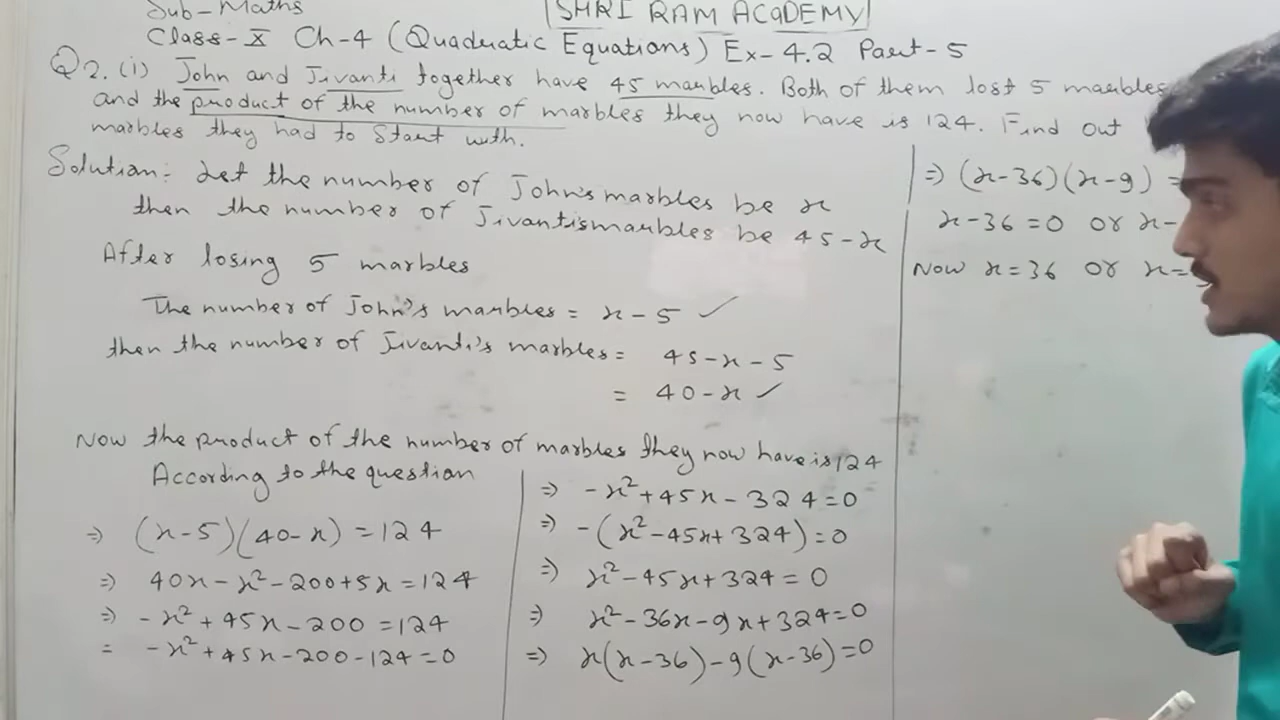 Sub-Maths
SHRI RAM ACADEMY
Class-X Ch-4 (Quadratic Equations) Ex-4.2 Part-5
Q2. (i) John and Jivanti together have 45 marbles. Both of them lost 5 marbles
and the product of the number of marbles they now have is 124. Find out
marbles they had to start with.
Solution:- Let the number of John's marbles be x
then the number of Jivantis marbles be 45-x
After losing 5 marbles
The number of John's marbles = x-5 ✓
then the number of Jivanti's marbles = 45-x-5
= 40-x ✓
Now the product of the number of marbles they now have is 124
According to the question
⇒ (x-5)(40-x) = 124
⇒ 40x-x²-200+5x = 124
⇒ -x²+45x-200 = 124
= -x²+45x-200-124=0
⇒ -x²+45x-324=0
⇒ -(x²-45x+324)=0
⇒ x²-45x+324=0
⇒ x²-36x-9x+324=0
⇒ x(x-36)-9(x-36)=0
⇒ (x-36)(x-9) =
x-36=0 or x-
Now x=36 or x=